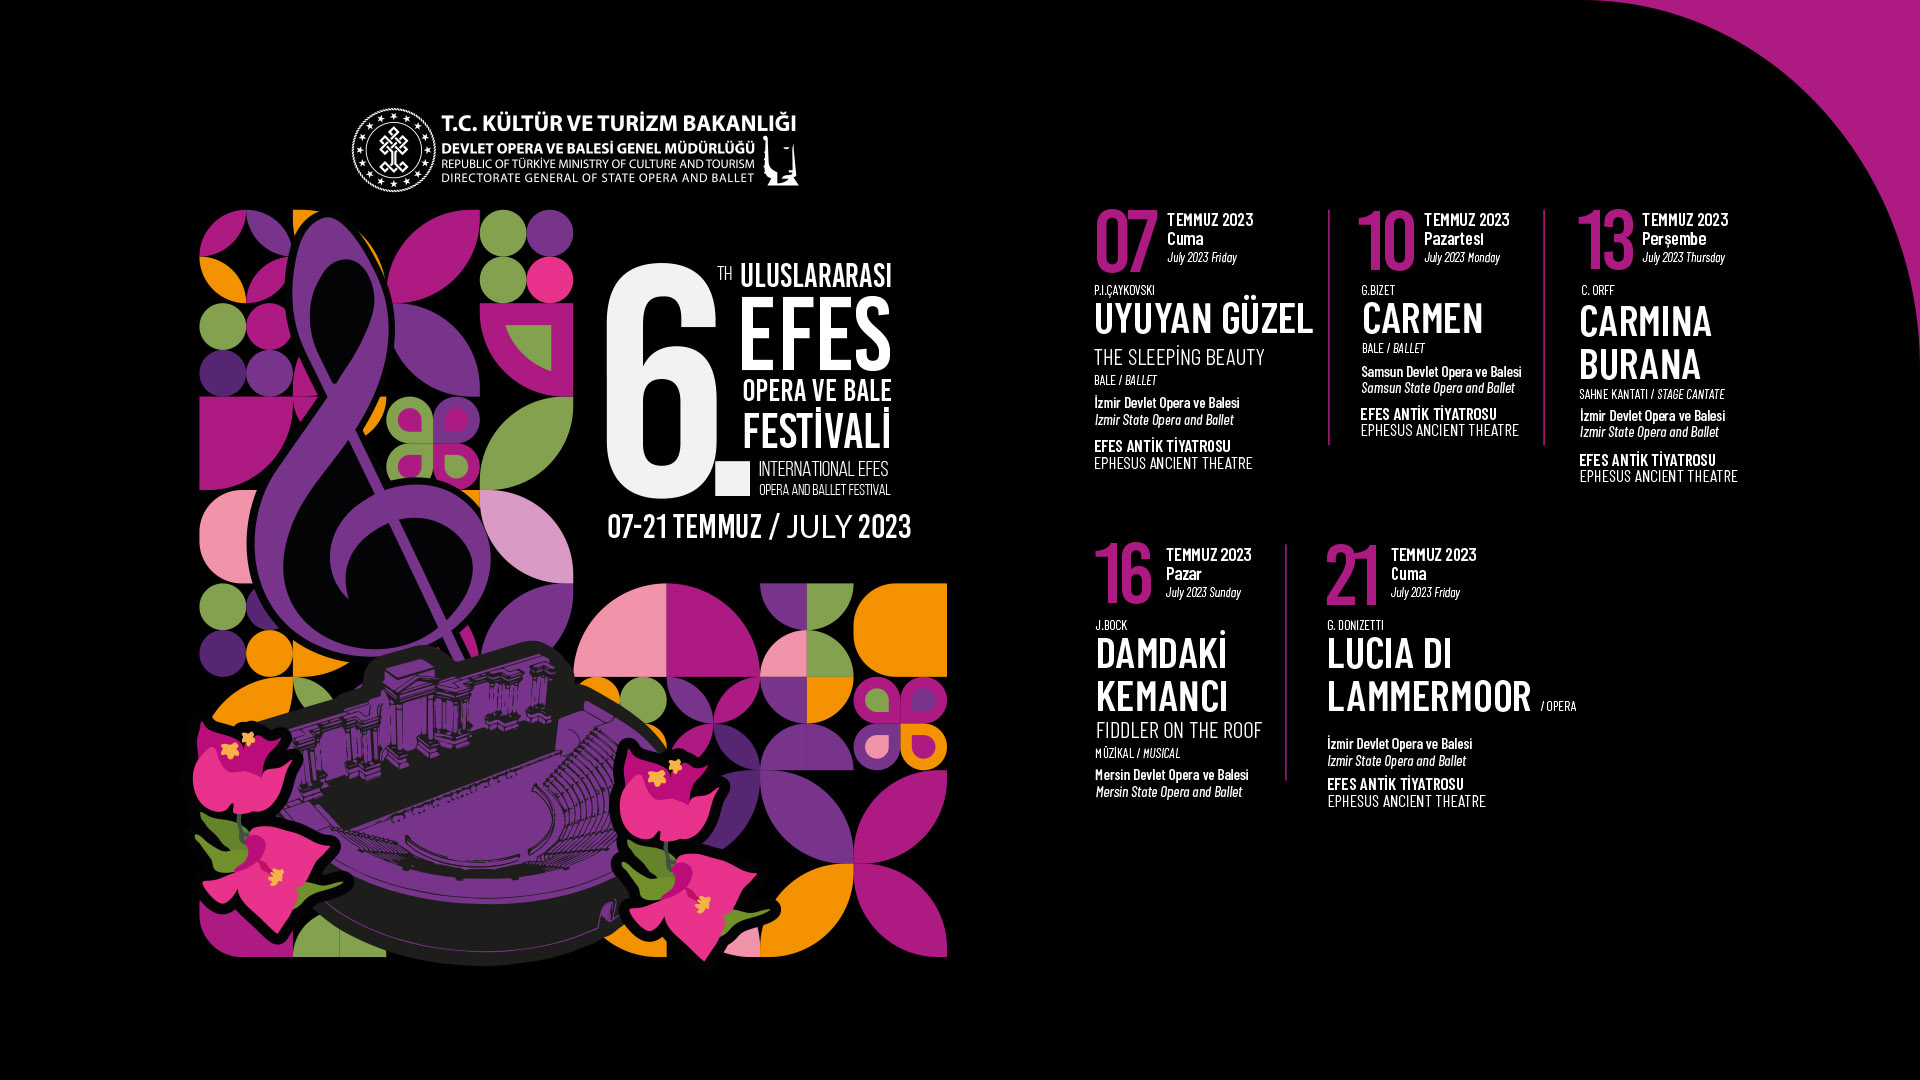 T.C. KÜLTÜR VE TURİZM BAKANLIĞI
DEVLET OPERA VE BALESİ GENEL MÜDÜRLÜĞÜ
REPUBLIC OF TÜRKİYE MINISTRY OF CULTURE AND TOURISM
DIRECTORATE GENERAL OF STATE OPERA AND BALLET
6.TH ULUSLARARASI
EFES
OPERA VE BALE
FESTİVALİ
INTERNATIONAL EFES
OPERA AND BALLET FESTIVAL
07-21 TEMMUZ / JULY 2023
07 TEMMUZ 2023
Cuma
July 2023 Friday
P.I.ÇAYKOVSKI
UYUYAN GÜZEL
THE SLEEPİNG BEAUTY
BALE / BALLET
İzmir Devlet Opera ve Balesi
Izmir State Opera and Ballet
EFES ANTİK TİYATROSU
EPHESUS ANCIENT THEATRE
10 TEMMUZ 2023
Pazartesi
July 2023 Monday
G.BIZET
CARMEN
BALE / BALLET
Samsun Devlet Opera ve Balesi
Samsun State Opera and Ballet
EFES ANTİK TİYATROSU
EPHESUS ANCIENT THEATRE
13 TEMMUZ 2023
Perşembe
July 2023 Thursday
C. ORFF
CARMINA
BURANA
SAHNE KANTATI / STAGE CANTATE
İzmir Devlet Opera ve Balesi
Izmir State Opera and Ballet
EFES ANTİK TİYATROSU
EPHESUS ANCIENT THEATRE
16 TEMMUZ 2023
Pazar
July 2023 Sunday
J.BOCK
DAMDAKİ
KEMANCI
FIDDLER ON THE ROOF
MÜZİKAL / MUSICAL
Mersin Devlet Opera ve Balesi
Mersin State Opera and Ballet
21 TEMMUZ 2023
Cuma
July 2023 Friday
G. DONIZETTI
LUCIA DI
LAMMERMOOR / OPERA
İzmir Devlet Opera ve Balesi
Izmir State Opera and Ballet
EFES ANTİK TİYATROSU
EPHESUS ANCIENT THEATRE